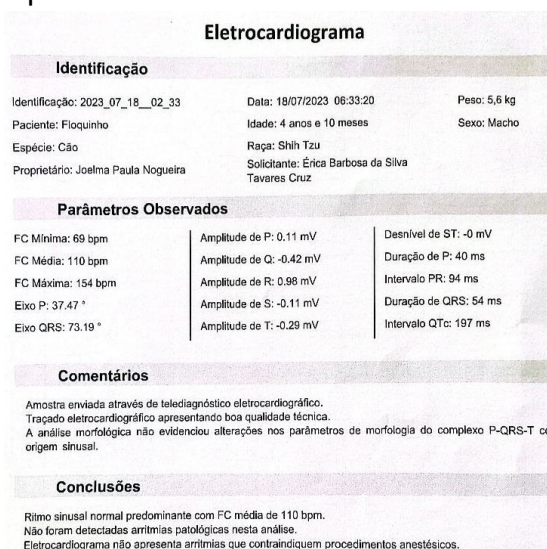 Eletrocardiograma
Identificação
Identificação: 2023_07_18__02_33
Data: 18/07/2023 06:33:20
Peso: 5,6 kg
Paciente: Floquinho
Idade: 4 anos e 10 meses
Sexo: Macho
Espécie: Cão
Raça: Shih Tzu
Proprietário: Joelma Paula Nogueira
Solicitante: Érica Barbosa da Silva
Tavares Cruz
Parâmetros Observados
FC Mínima: 69 bpm
FC Média: 110 bpm
FC Máxima: 154 bpm
Eixo P: 37.47 °
Eixo QRS: 73.19 °
Amplitude de P: 0.11 mV
Amplitude de Q: -0.42 mV
Amplitude de R: 0.98 mV
Amplitude de S: -0.11 mV
Amplitude de T: -0.29 mV
Desnível de ST: -0 mV
Duração de P: 40 ms
Intervalo PR: 94 ms
Duração de QRS: 54 ms
Intervalo QTc: 197 ms
Comentários
Amostra enviada através de telediagnóstico eletrocardiográfico.
Traçado eletrocardiográfico apresentando boa qualidade técnica.
A análise morfológica não evidenciou alterações nos parâmetros de morfologia do complexo P-QRS-T
origem sinusal.
Conclusões
Ritmo sinusal normal predominante com FC média de 110 bpm.
Não foram detectadas arritmias patológicas nesta análise.
Eletrocardiograma não apresenta arritmias que contraindiquem procedimentos anestésicos.